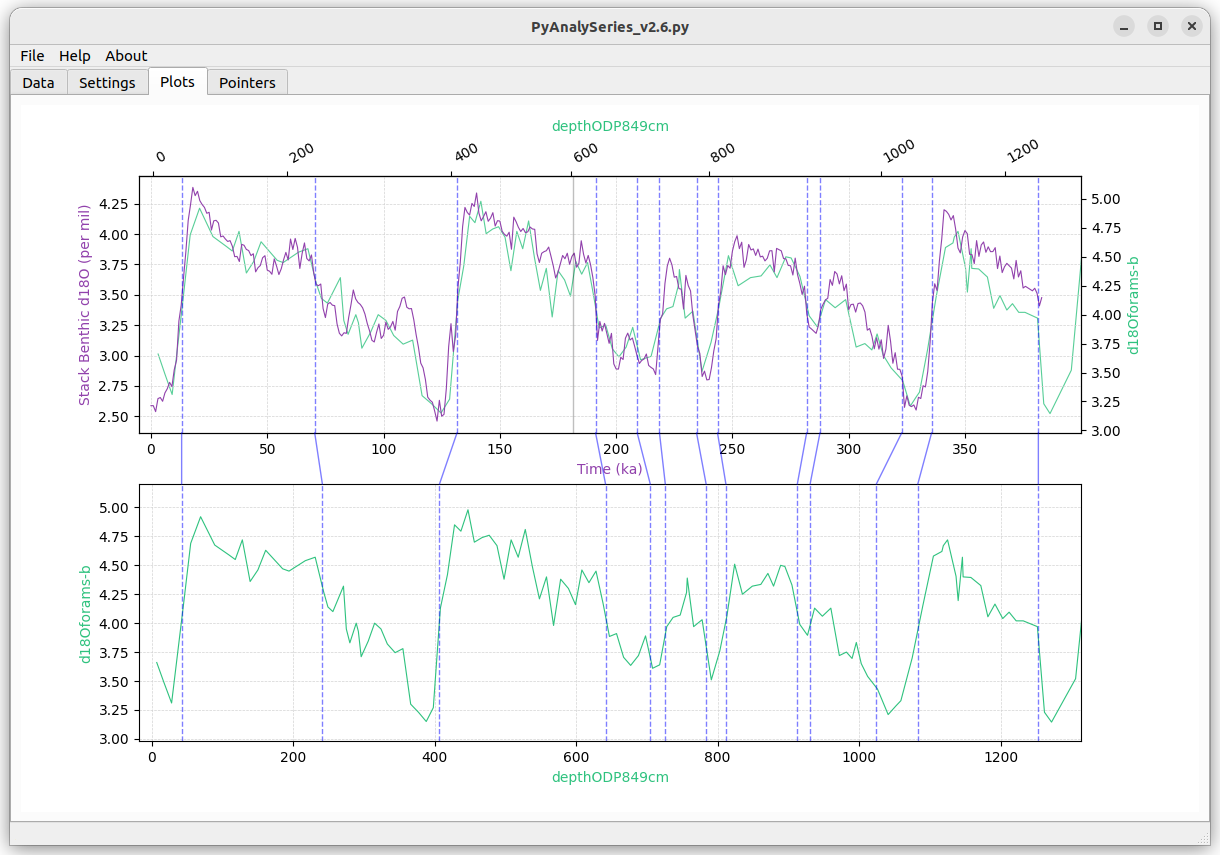 PyAnalySeries_v2.6.py
File Help About
Data Settings Plots Pointers
depthODP849cm
0 200 400 600 800 1000 1200
Stack Benthic d18O (per mil)
4.25
4.00
3.75
3.50
3.25
3.00
2.75
2.50
5.00
4.75
4.50
4.25
4.00
3.75
3.50
3.25
3.00
d18Oforams-b
0 50 100 150 200 250 300 350
Time (ka)
d18Oforams-b
5.00
4.75
4.50
4.25
4.00
3.75
3.50
3.25
3.00
0 200 400 600 800 1000 1200
depthODP849cm